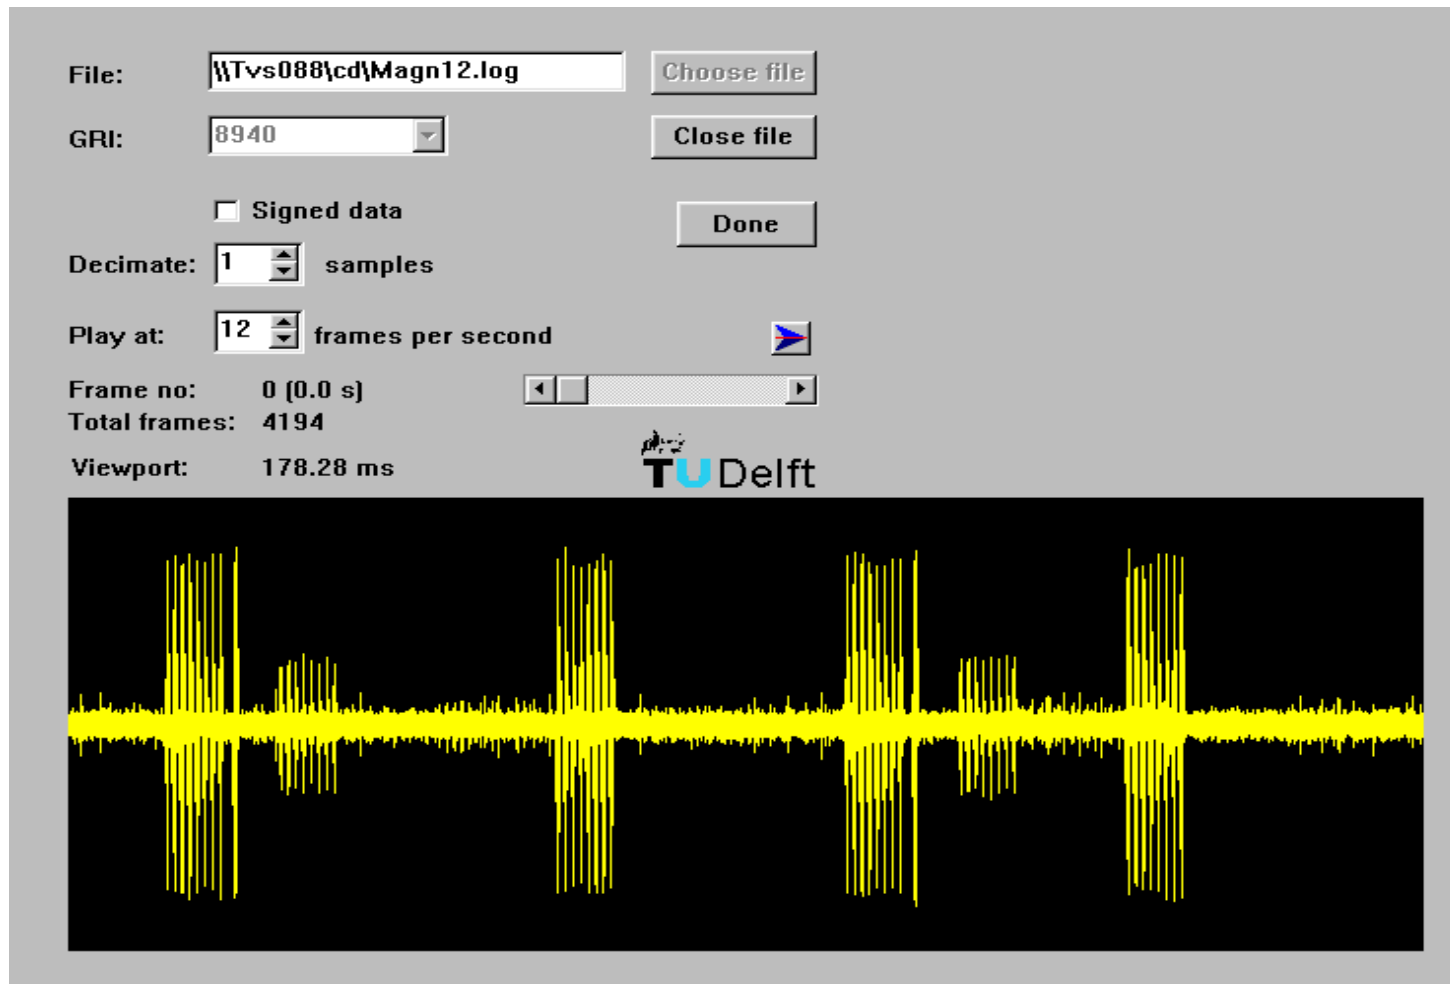 File: \\Tvs088\cd\Magn12.log Choose file
GRI: 8940 Close file
Signed data Done
Decimate: 1 samples
Play at: 12 frames per second
Frame no: 0 (0.0 s)
Total frames: 4194
Viewport: 178.28 ms
TU Delft